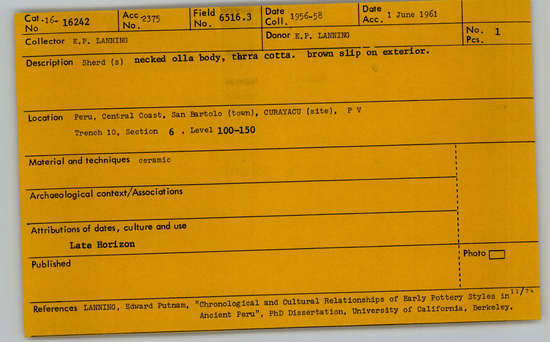 Cat. No -16- 16242 Acc No. 2375 Field No. 6516.3 Date Coll. 1956-58 Date Acc. 1 June 1961
Collector E.P. LANNING Donor E.P. LANNING No. Pcs. 1
Description Sherd (s) necked olla body, thrra cotta. brown slip on exterior.
Location Peru, Central Coast, San Bartolo (town), CURAYACU (site), P V
Trench 10, Section 6 . Level 100-150
Material and techniques ceramic
Archaeological context/Associations
Attributions of dates, culture and use
Late Horizon
Published Photo
11/74
References LANNING, Edward Putnam, "Chronological and Cultural Relationships of Early Pottery Styles in
Ancient Peru", PhD Dissertation, University of California, Berkeley.